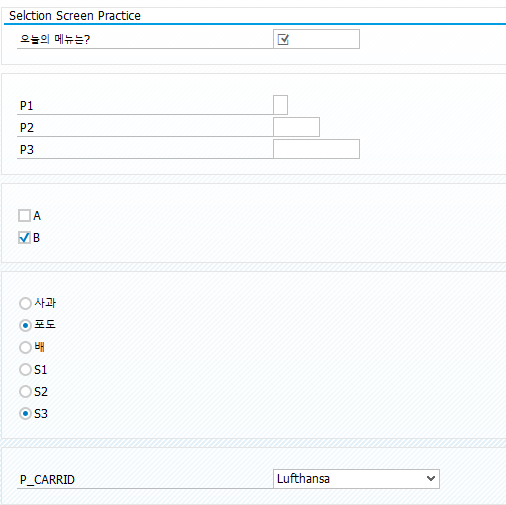 Selction Screen Practice
오늘의 메뉴는?
P1
P2
P3
A
B
사과
포도
배
S1
S2
S3
P_CARRID Lufthansa